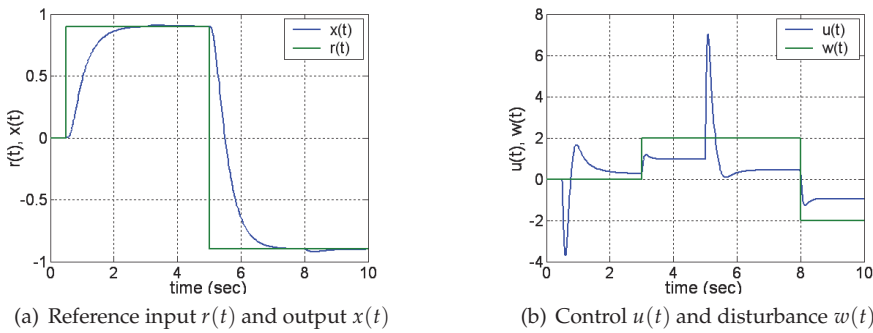 1
0.5
0
-0.5
-1
0 2 4 6 8 10
r(t), x(t)
time (sec)
x(t)
r(t)
(a) Reference input r(t) and output x(t)
8
6
4
2
0
-2
-4
0 2 4 6 8 10
u(t), w(t)
time (sec)
u(t)
w(t)
(b) Control u(t) and disturbance w(t)